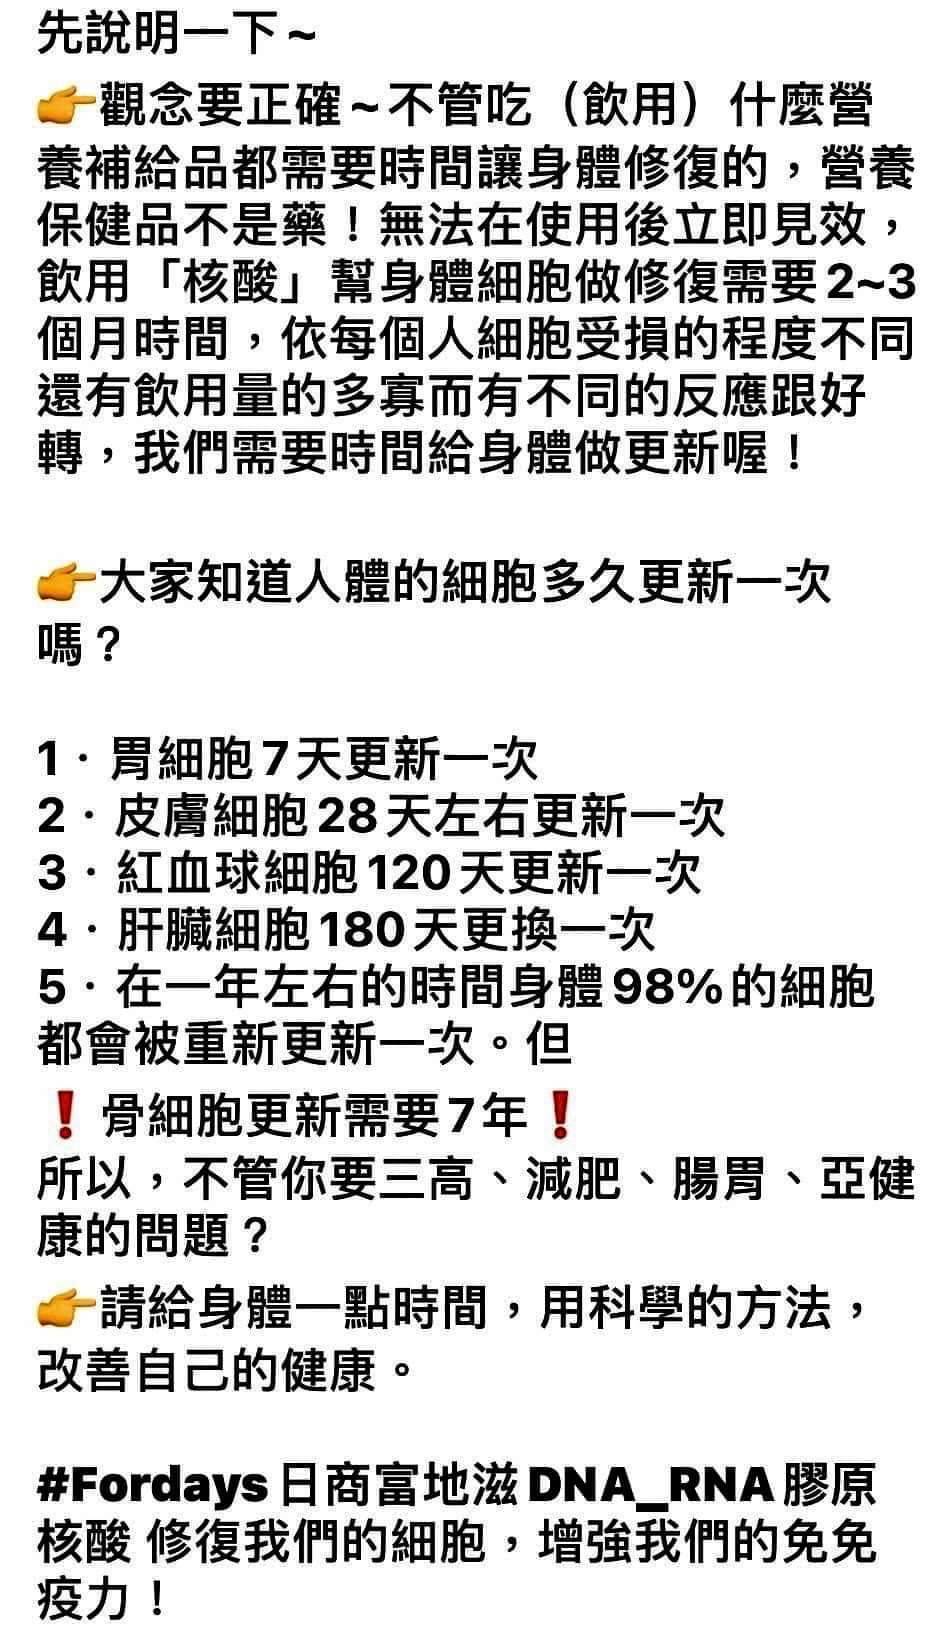 先說明一下~
👉觀念要正確~不管吃（飲用）什麼營
養補給品都需要時間讓身體修復的，營養
保健品不是藥！無法在使用後立即見效，
飲用「核酸」幫身體細胞做修復需要2~3
個月時間，依每個人細胞受損的程度不同
還有飲用量的多寡而有不同的反應跟好
轉，我們需要時間給身體做更新喔！
👉大家知道人體的細胞多久更新一次
嗎？
1．胃細胞7天更新一次
2．皮膚細胞28天左右更新一次
3．紅血球細胞120天更新一次
4．肝臟細胞180天更換一次
5．在一年左右的時間身體98%的細胞
都會被重新更新一次。但
❗骨細胞更新需要7年❗
所以，不管你要三高、減肥、腸胃、亞健
康的問題？
👉請給身體一點時間，用科學的方法，
改善自己的健康。
#Fordays日商富地滋DNA_RNA膠原
核酸 修復我們的細胞，增強我們的免免
疫力！